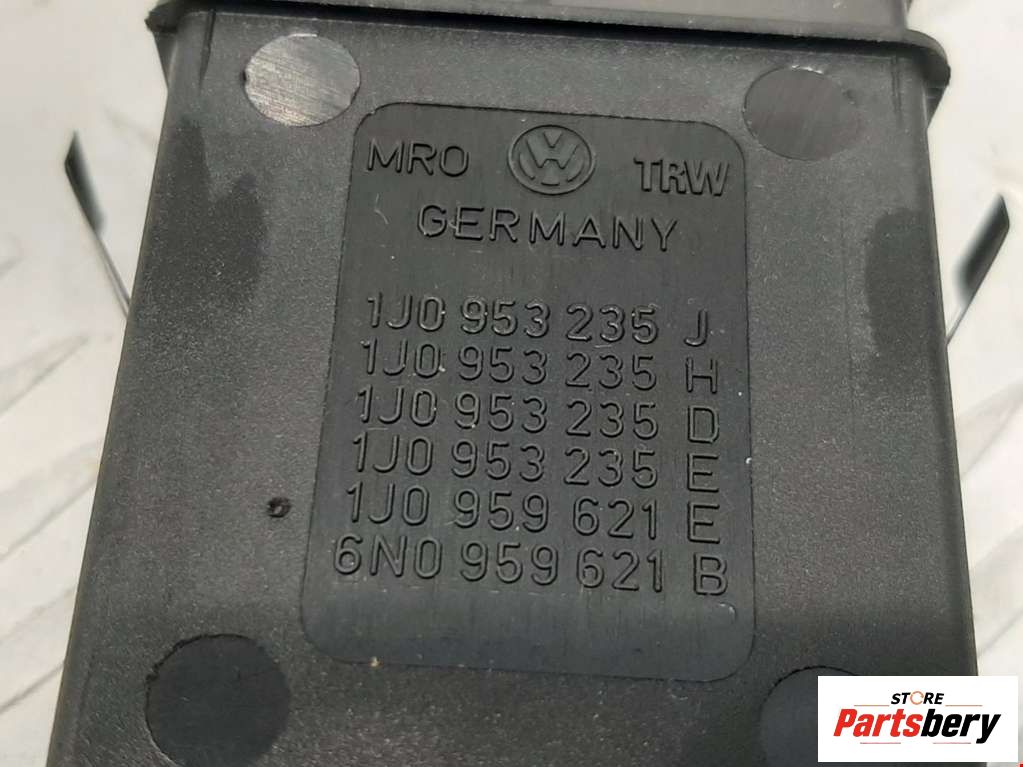 MRO VW TRW
GERMANY
1J0 953 235 J
1J0 953 235 H
1J0 953 235 D
1J0 953 235 E
1J0 959 621 E
6N0 959 621 B
STORE
Partsbery